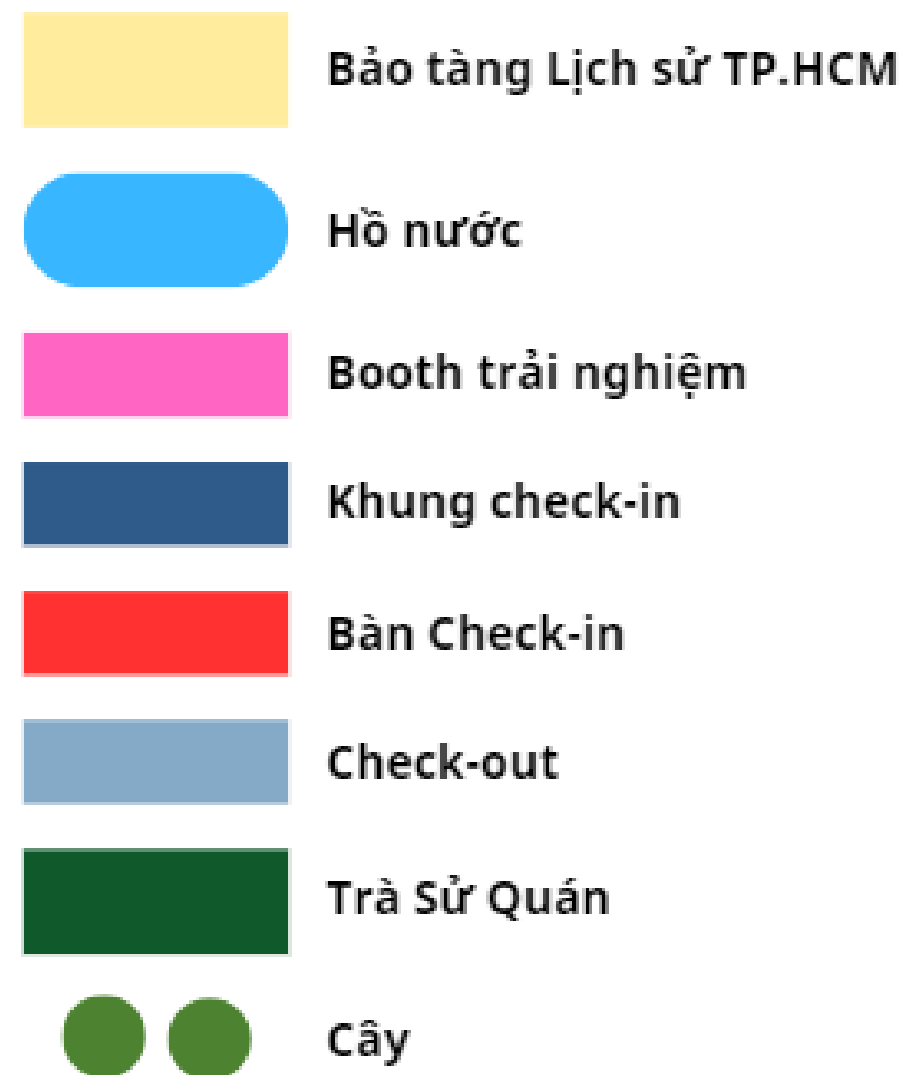 Bảo tàng Lịch sử TP.HCM
Hồ nước
Booth trải nghiệm
Khung check-in
Bàn Check-in
Check-out
Trà Sử Quán
Cây